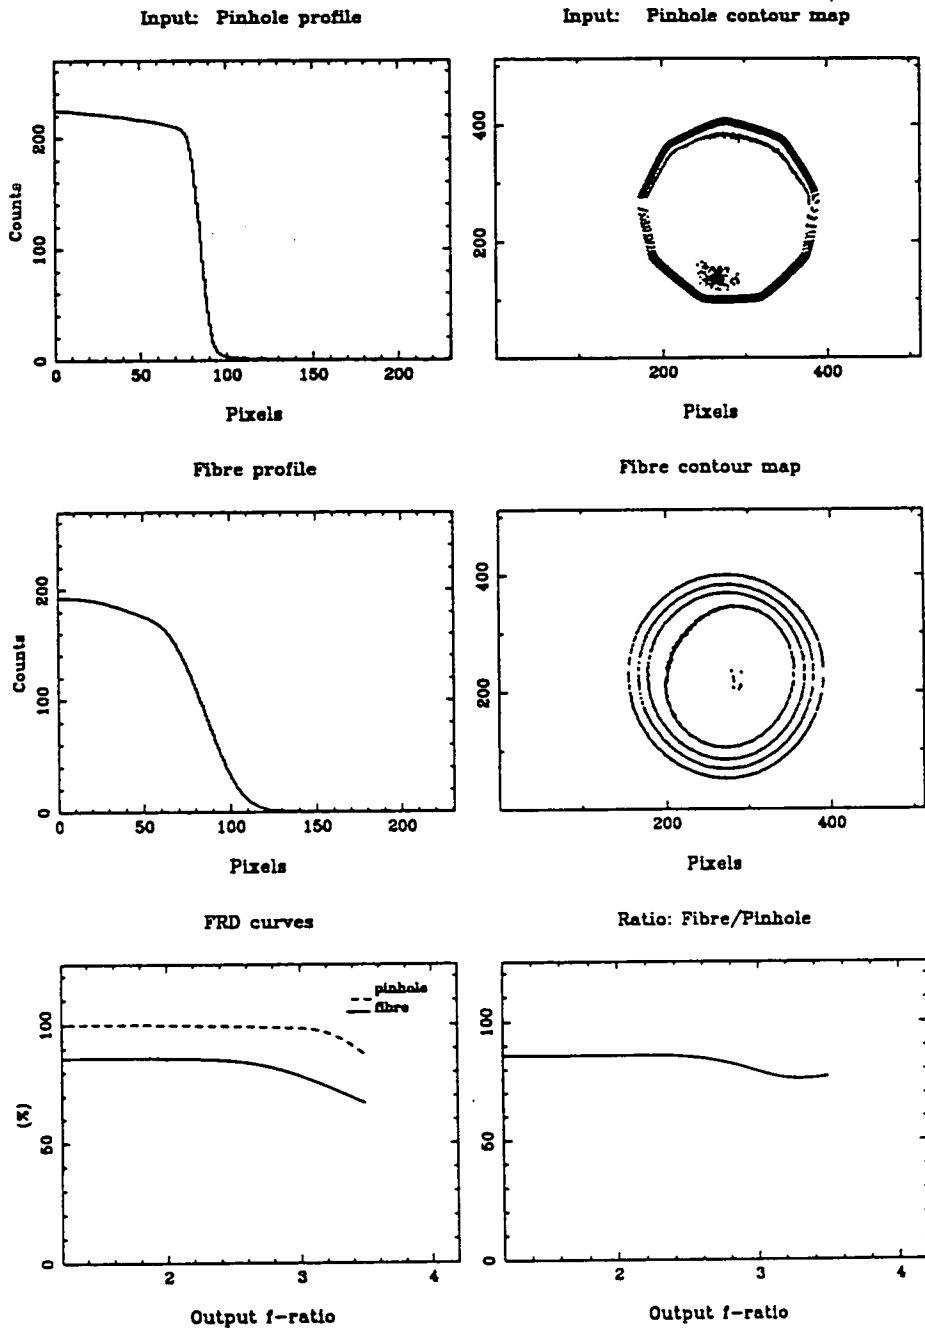 Input: Pinhole profile
Input: Pinhole contour map
Counts
200
100
0
0 50 100 150 200
Pixels
400
200
200 400
Pixels
Fibre profile
Fibre contour map
Counts
200
100
0
0 50 100 150 200
Pixels
400
200
200 400
Pixels
FRD curves
Ratio: Fibre/Pinhole
pinhole
fibre
(%)
100
50
0
2 3 4
Output f-ratio
100
50
0
2 3 4
Output f-ratio